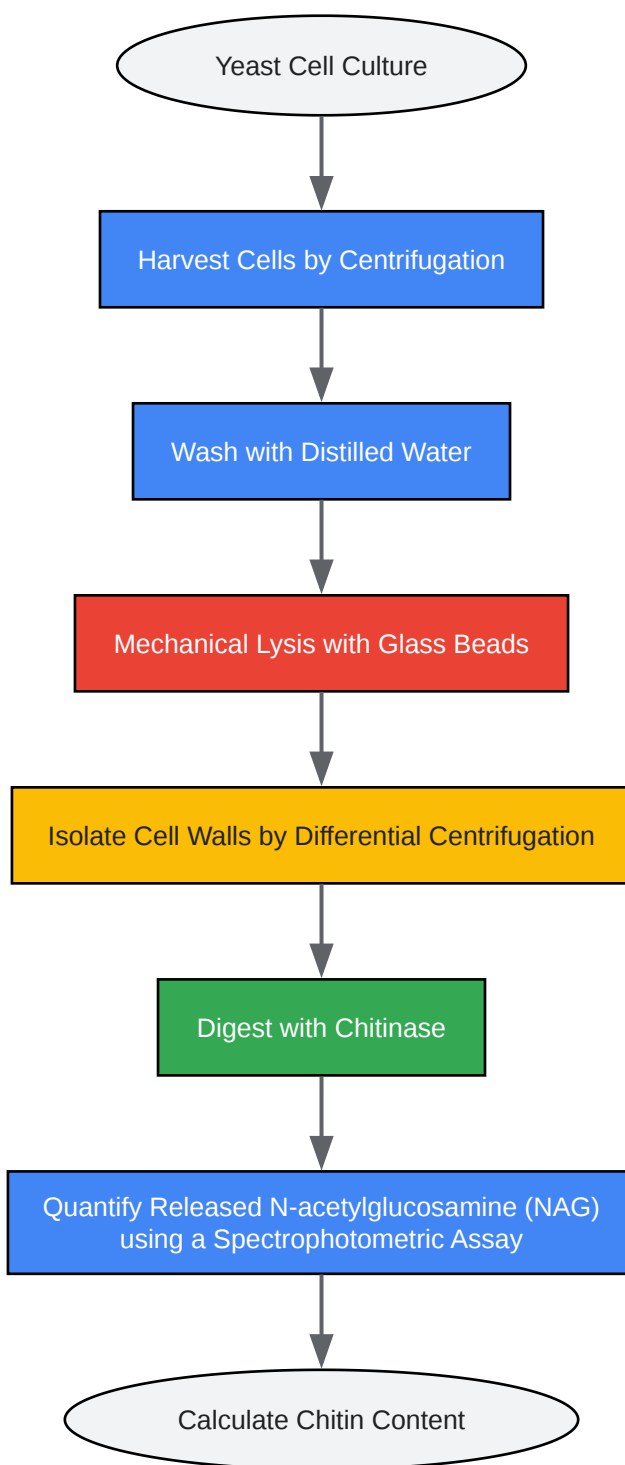 Yeast Cell Culture
Harvest Cells by Centrifugation
Wash with Distilled Water
Mechanical Lysis with Glass Beads
Isolate Cell Walls by Differential Centrifugation
Digest with Chitinase
Quantify Released N-acetylglucosamine (NAG)
using a Spectrophotometric Assay
Calculate Chitin Content